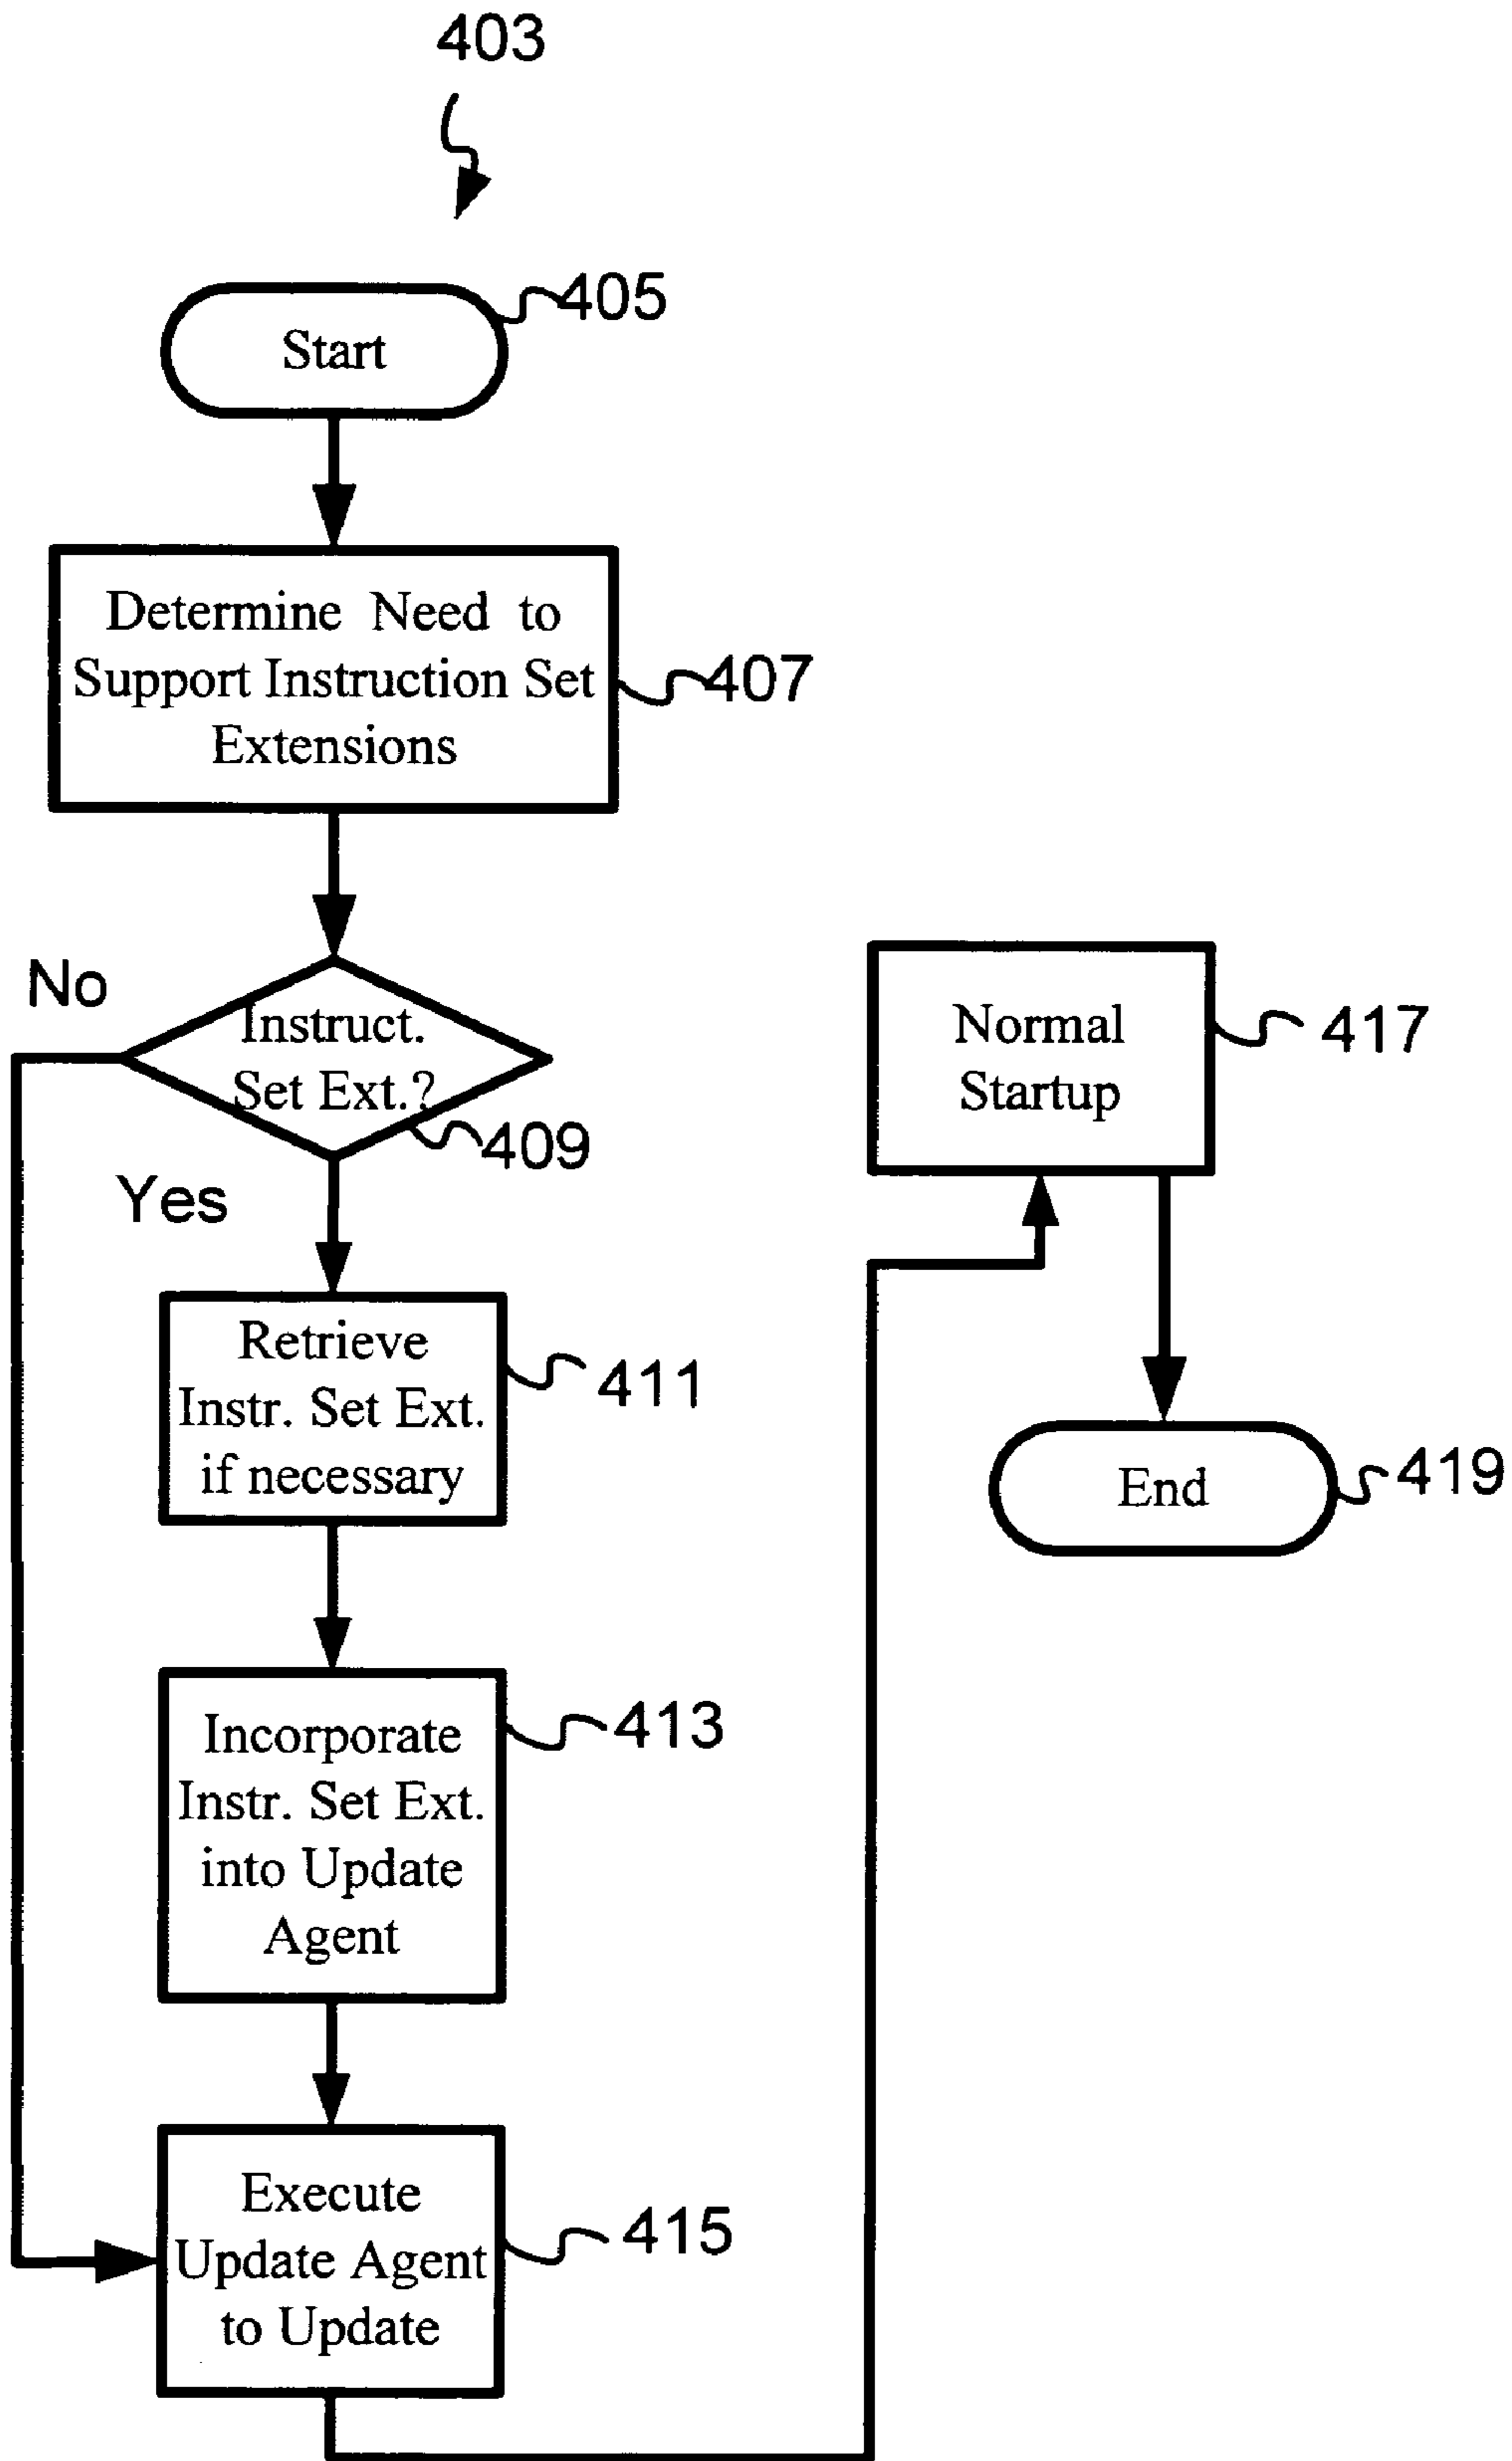 403
Start
405
Determine Need to
Support Instruction Set
Extensions
407
No
Instruct.
Set Ext.?
409
Yes
Retrieve
Instr. Set Ext.
if necessary
411
Incorporate
Instr. Set Ext.
into Update
Agent
413
Execute
Update Agent
to Update
415
Normal
Startup
417
End
419